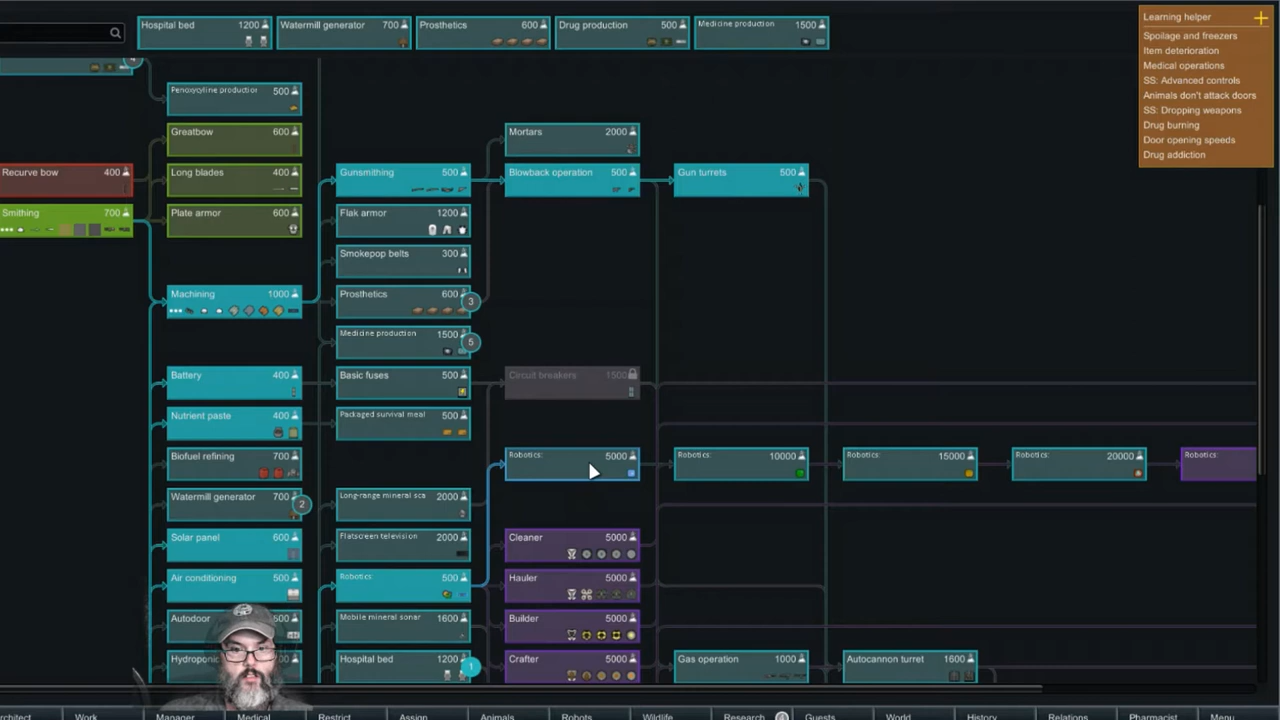 Hospital bed 1200
Watermill generator 700
Prosthetics 600
Drug production 500
Medicine production 1500
Learning helper
Spoilage and freezers
Item deterioration
Medical operations
SS: Advanced controls
Animals don't attack doors
SS: Dropping weapons
Drug burning
Door opening speeds
Drug addiction
4
Penoxycyline production 500
Greatbow 600
Mortars 2000
Recurve bow 400
Long blades 400
Gunsmithing 500
Blowback operation 500
Gun turrets 500
Smithing 700
Plate armor 600
Flak armor 1200
Smokepop belts 300
Machining 1000
Prosthetics 600
3
Medicine production 1500
5
Battery 400
Basic fuses 500
Circuit breakers 1500
Nutrient paste 400
Packaged survival meal 500
Biofuel refining 700
Robotics: 5000
Robotics: 10000
Robotics: 15000
Robotics: 20000
Robotics:
Watermill generator 700
2
Long-range mineral sca 2000
Solar panel 600
Flatscreen television 2000
Cleaner 5000
Air conditioning
Robotics 500
Hauler 5000
Autodoor
Mobile mineral sonar 1600
Builder 5000
Hydroponic
Hospital bed 1200
1
Crafter 5000
Gas operation 1000
Autocannon turret 1600
rchitect
Work
Manager
Medical
Restrict
Assign
Animals
Robots
Wildlife
Research
Guests
World
History
Relations
Pharmacist
Menu